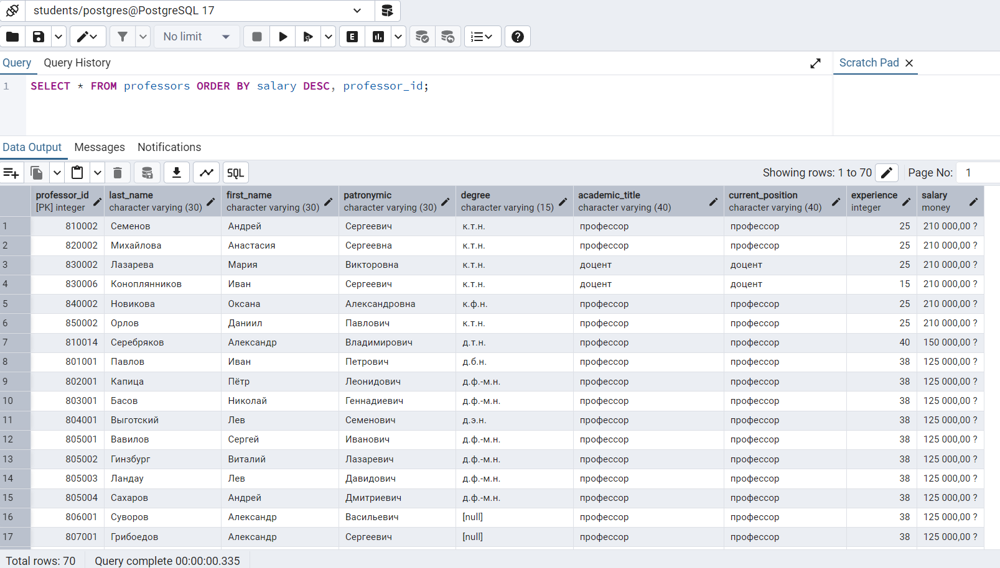 students/postgres@PostgreSQL 17
No limit
Query Query History Scratch Pad
1 SELECT * FROM professors ORDER BY salary DESC, professor_id;
Data Output Messages Notifications
SQL Showing rows: 1 to 70 Page No: 1
professor_id last_name first_name patronymic degree academic_title current_position experience salary
[PK] integer character varying (30) character varying (30) character varying (30) character varying (15) character varying (40) character varying (40) integer money
1 810002 Семенов Андрей Сергеевич к.т.н. профессор профессор 25 210 000,00 ?
2 820002 Михайлова Анастасия Сергеевна к.т.н. профессор профессор 25 210 000,00 ?
3 830002 Лазарева Мария Викторовна к.т.н. доцент доцент 25 210 000,00 ?
4 830006 Коноплянников Иван Сергеевич к.т.н. доцент доцент 15 210 000,00 ?
5 840002 Новикова Оксана Александровна к.ф.н. профессор профессор 25 210 000,00 ?
6 850002 Орлов Даниил Павлович к.т.н. профессор профессор 25 210 000,00 ?
7 810014 Серебряков Александр Владимирович д.т.н. профессор профессор 40 150 000,00 ?
8 801001 Павлов Иван Петрович д.б.н. профессор профессор 38 125 000,00 ?
9 802001 Капица Пётр Леонидович д.ф.-м.н. профессор профессор 38 125 000,00 ?
10 803001 Басов Николай Геннадиевич д.ф.-м.н. профессор профессор 38 125 000,00 ?
11 804001 Выготский Лев Семенович д.э.н. профессор профессор 38 125 000,00 ?
12 805001 Вавилов Сергей Иванович д.ф.-м.н. профессор профессор 38 125 000,00 ?
13 805002 Гинзбург Виталий Лазаревич д.ф.-м.н. профессор профессор 38 125 000,00 ?
14 805003 Ландау Лев Давидович д.ф.-м.н. профессор профессор 38 125 000,00 ?
15 805004 Сахаров Андрей Дмитриевич д.ф.-м.н. профессор профессор 38 125 000,00 ?
16 806001 Суворов Александр Васильевич [null] профессор профессор 38 125 000,00 ?
17 807001 Грибоедов Александр Сергеевич [null] профессор профессор 38 125 000,00 ?
Total rows: 70 Query complete 00:00:00.335